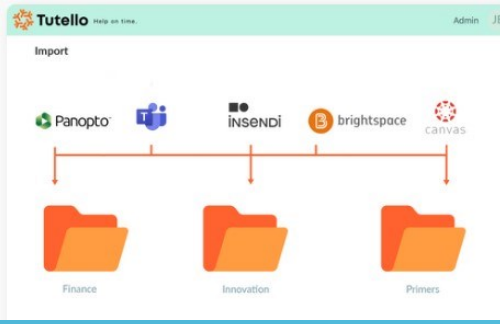 Tutello Help on time.
Admin
Import
Panopto
T
insendi
B brightspace
canvas
Finance
Innovation
Primers